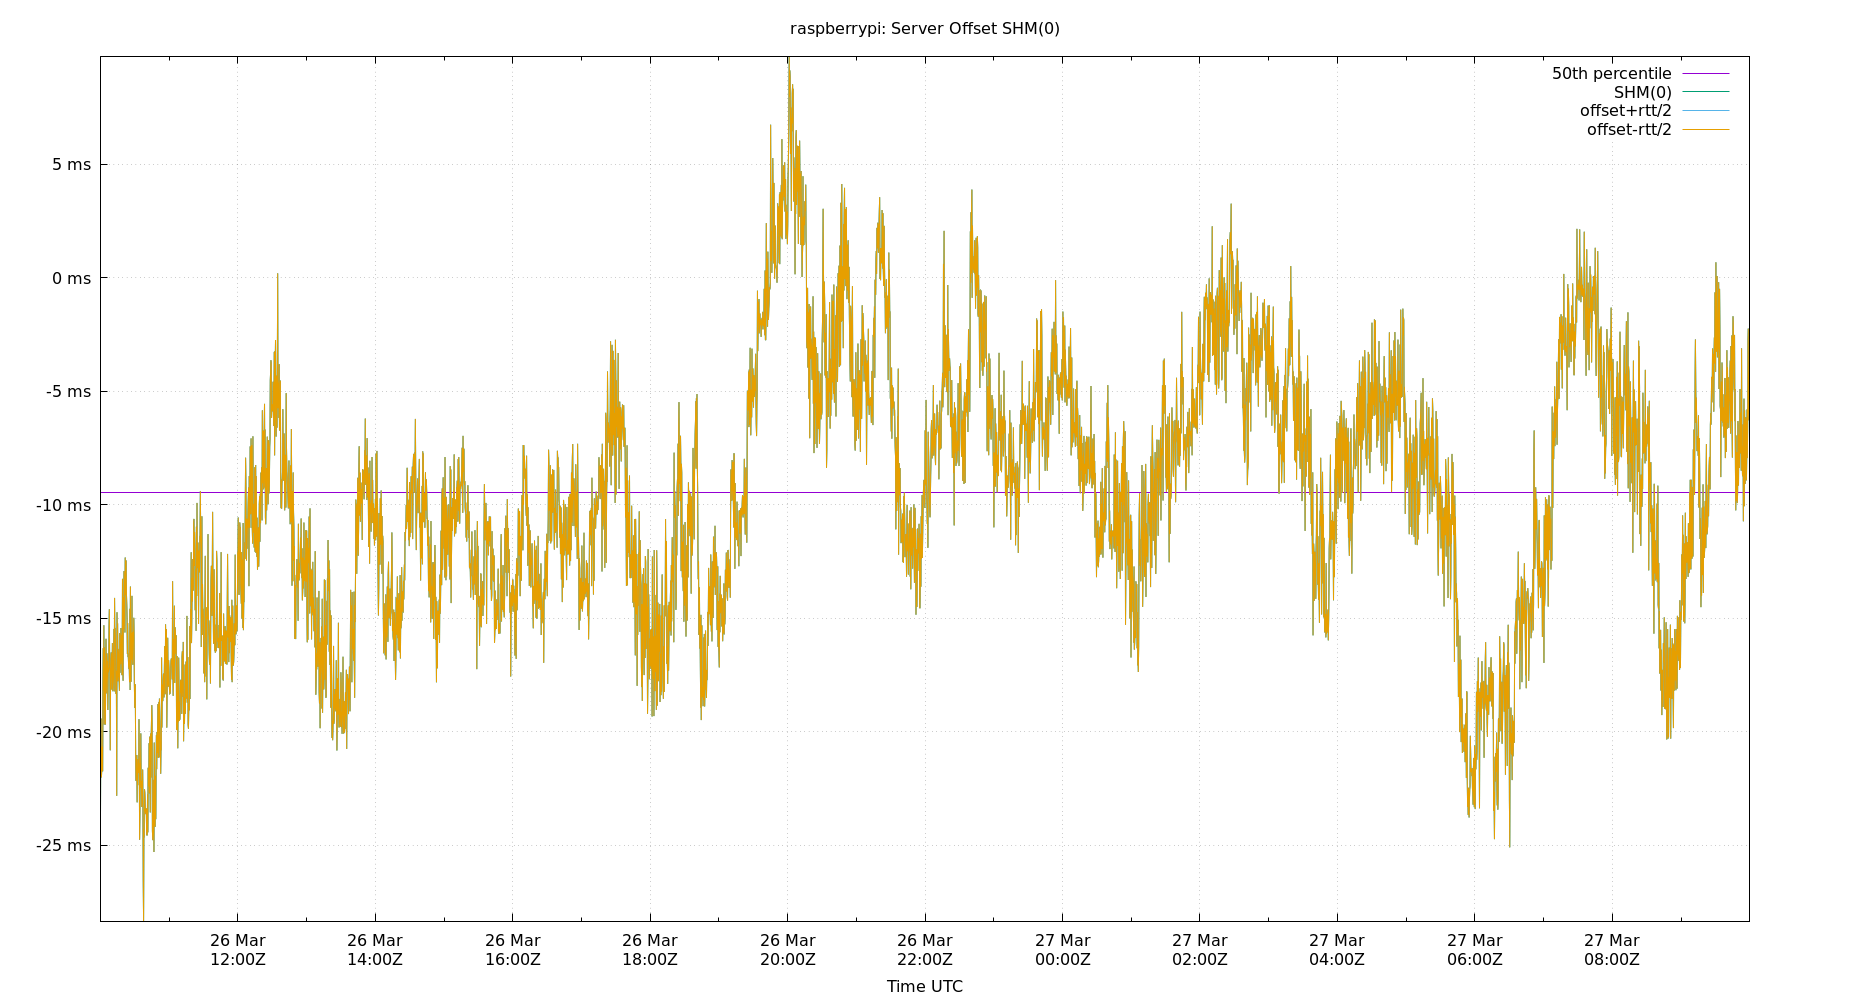 raspberrypi: Server Offset SHM(0)
50th percentile
SHM(0)
offset+rtt/2
offset-rtt/2
5 ms
0 ms
-5 ms
-10 ms
-15 ms
-20 ms
-25 ms
26 Mar 26 Mar 26 Mar 26 Mar 26 Mar 26 Mar 27 Mar 27 Mar 27 Mar 27 Mar 27 Mar
12:00Z 14:00Z 16:00Z 18:00Z 20:00Z 22:00Z 00:00Z 02:00Z 04:00Z 06:00Z 08:00Z
Time UTC